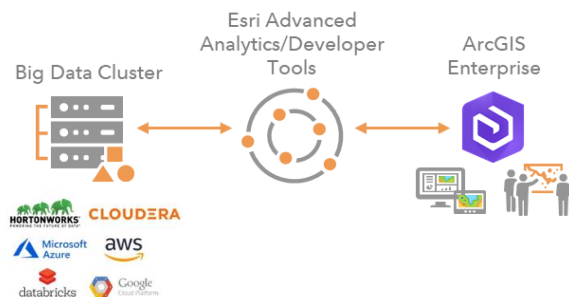 Big Data Cluster
Esri Advanced
Analytics/Developer
Tools
ArcGIS
Enterprise
HORTONWORKS
POWERING THE FUTURE OF DATA
CLOUDERA
Microsoft
Azure
aws
databricks
Google
Cloud Platform